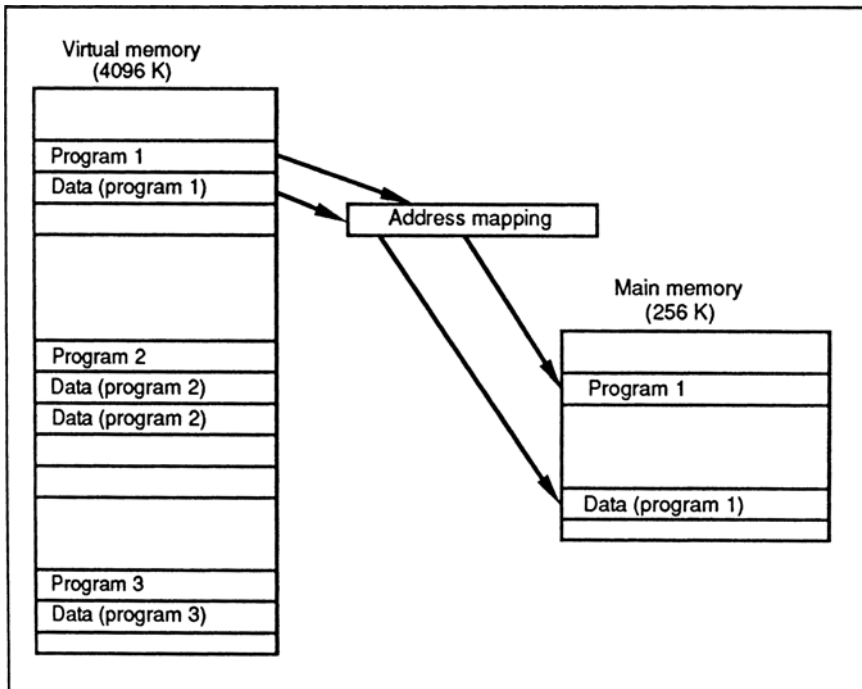 Virtual memory
(4096 K)
Program 1
Data (program 1)
Address mapping
Main memory
(256 K)
Program 2
Data (program 2)
Data (program 2)
Program 1
Data (program 1)
Program 3
Data (program 3)